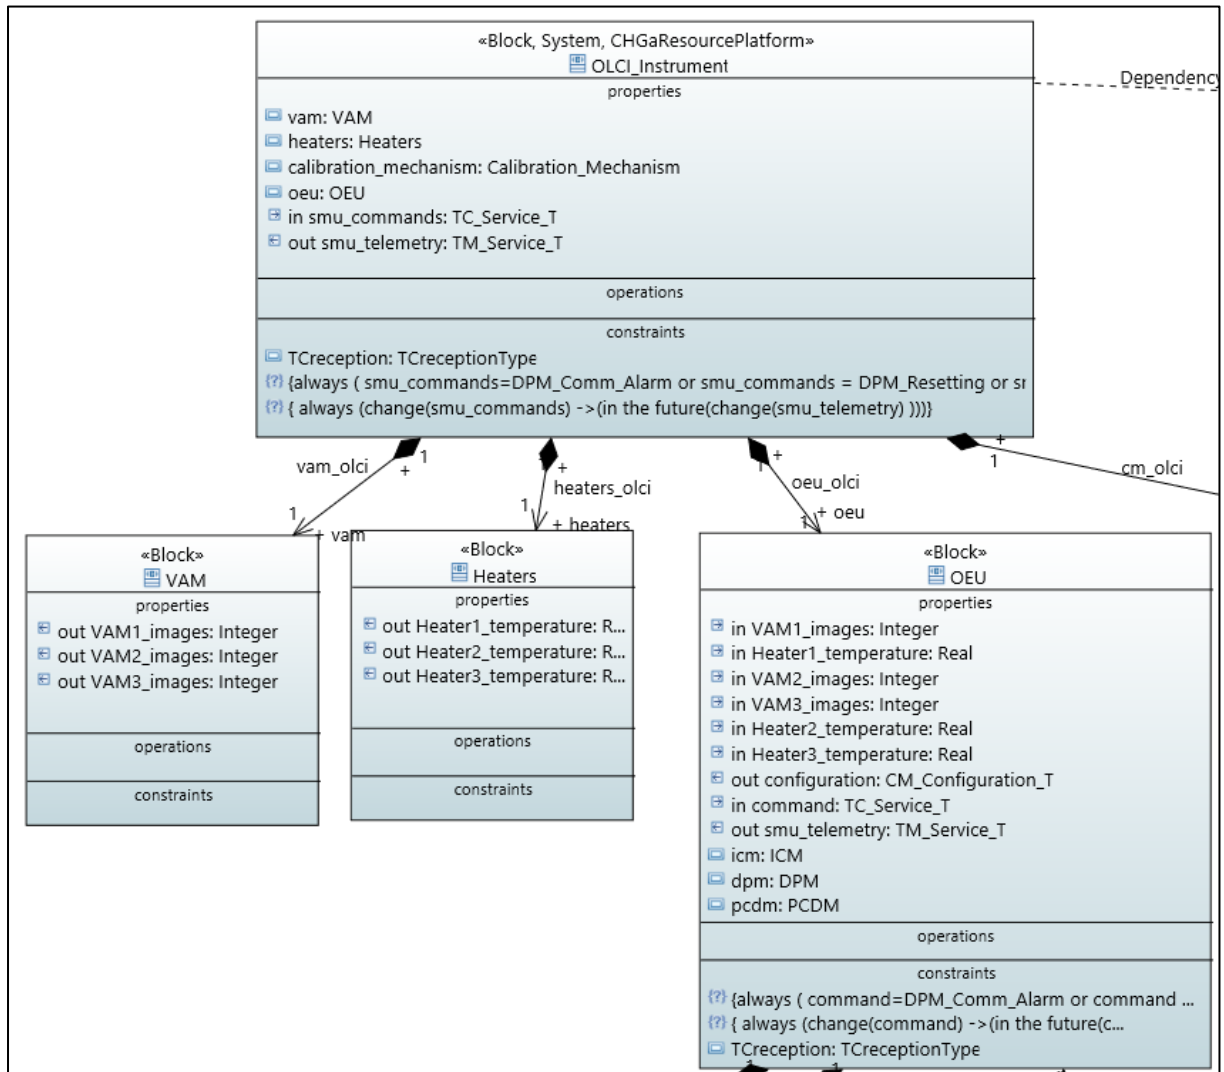 «Block, System, CHGaResourcePlatform»
OLCI_Instrument
properties
vam: VAM
heaters: Heaters
calibration_mechanism: Calibration_Mechanism
oeu: OEU
in smu_commands: TC_Service_T
out smu_telemetry: TM_Service_T
operations
constraints
TCreception: TCreceptionType
{always ( smu_commands=DPM_Comm_Alarm or smu_commands = DPM_Resetting or
{ always (change(smu_commands) ->(in the future(change(smu_telemetry) )))}
Dependency
vam_olci
1
+
1
+ vam
+
heaters_olci
1
+ heaters
+
1
oeu_olci
1
+ oeu
+
1
cm_olci
«Block»
VAM
properties
out VAM1_images: Integer
out VAM2_images: Integer
out VAM3_images: Integer
operations
constraints
«Block»
Heaters
properties
out Heater1_temperature: R...
out Heater2_temperature: R...
out Heater3_temperature: R...
operations
constraints
«Block»
OEU
properties
in VAM1_images: Integer
in Heater1_temperature: Real
in VAM2_images: Integer
in VAM3_images: Integer
in Heater2_temperature: Real
in Heater3_temperature: Real
out configuration: CM_Configuration_T
in command: TC_Service_T
out smu_telemetry: TM_Service_T
icm: ICM
dpm: DPM
pcdm: PCDM
operations
constraints
{always ( command=DPM_Comm_Alarm or command ...
{ always (change(command) ->(in the future(c...
TCreception: TCreceptionType